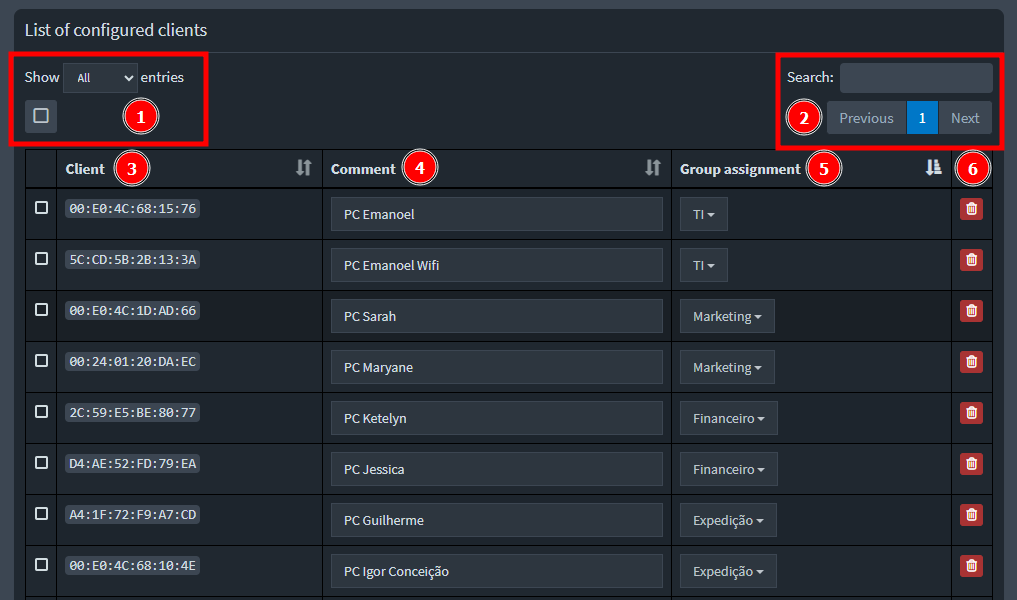 List of configured clients
Show All entries
Search:
1
2 Previous 1 Next
Client 3 Comment 4 Group assignment 5 6
00:E0:4C:68:15:76 PC Emanoel TI
5C:CD:5B:2B:13:3A PC Emanoel Wifi TI
00:E0:4C:1D:AD:66 PC Sarah Marketing
00:24:01:20:DA:EC PC Maryane Marketing
2C:59:E5:BE:80:77 PC Ketelyn Financeiro
D4:AE:52:FD:79:EA PC Jessica Financeiro
A4:1F:72:F9:A7:CD PC Guilherme Expedição
00:E0:4C:68:10:4E PC Igor Conceição Expedição